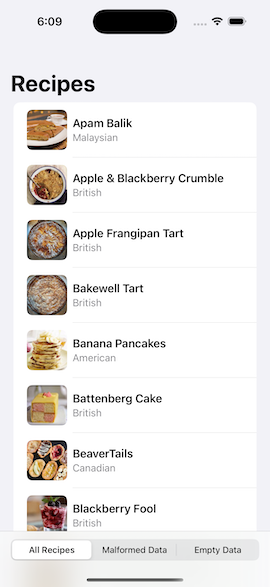 6:09
Recipes
Apam Balik
Malaysian
Apple & Blackberry Crumble
British
Apple Frangipan Tart
British
Bakewell Tart
British
Banana Pancakes
American
Battenberg Cake
British
BeaverTails
Canadian
Blackberry Fool
British
All Recipes
Malformed Data
Empty Data